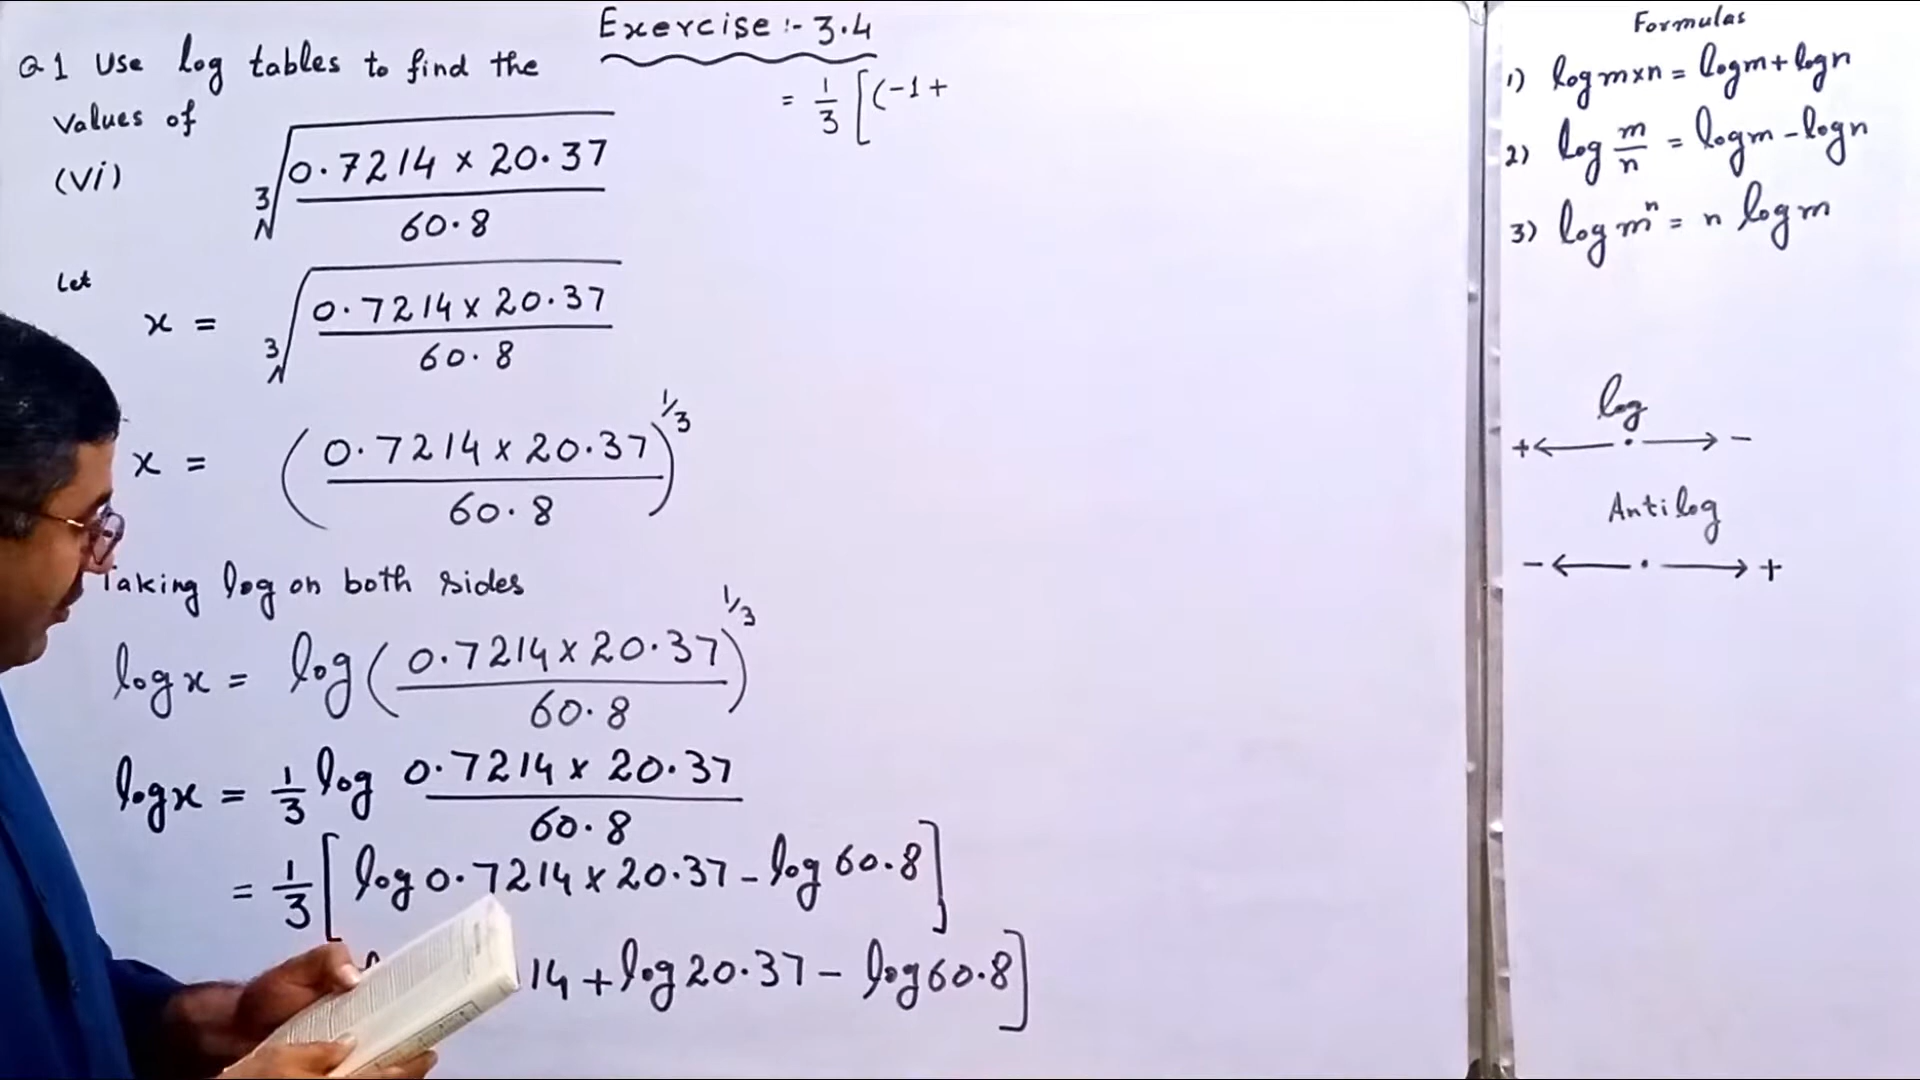 Exercise :- 3.4
Q1 Use log tables to find the
values of
(vi) ∛((0.7214 × 20.37)/60.8)
Let
x = ∛((0.7214 × 20.37)/60.8)
x = ((0.7214 × 20.37)/60.8)^1/3
Taking log on both sides
log x = log ((0.7214 × 20.37)/60.8)^1/3
log x = 1/3 log (0.7214 × 20.37)/60.8
= 1/3 [log 0.7214 × 20.37 - log 60.8]
14 + log 20.37 - log 60.8]
= 1/3 [(-1 +
Formulas
1) log m×n = log m + log n
2) log m/n = log m - log n
3) log mⁿ = n log m
log
+ ← . → -
Antilog
- ← . → +